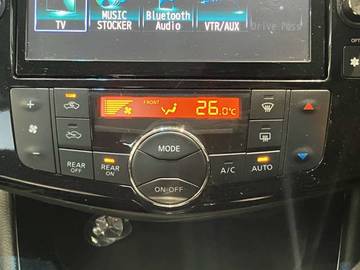 TV
MUSIC
STOCKER
Bluetooth
Audio
VTR/AUX
Drive Pass
OPT
FRONT
26.0°C
+
-
MODE
ON·OFF
REAR
OFF
REAR
ON
A/C
AUTO